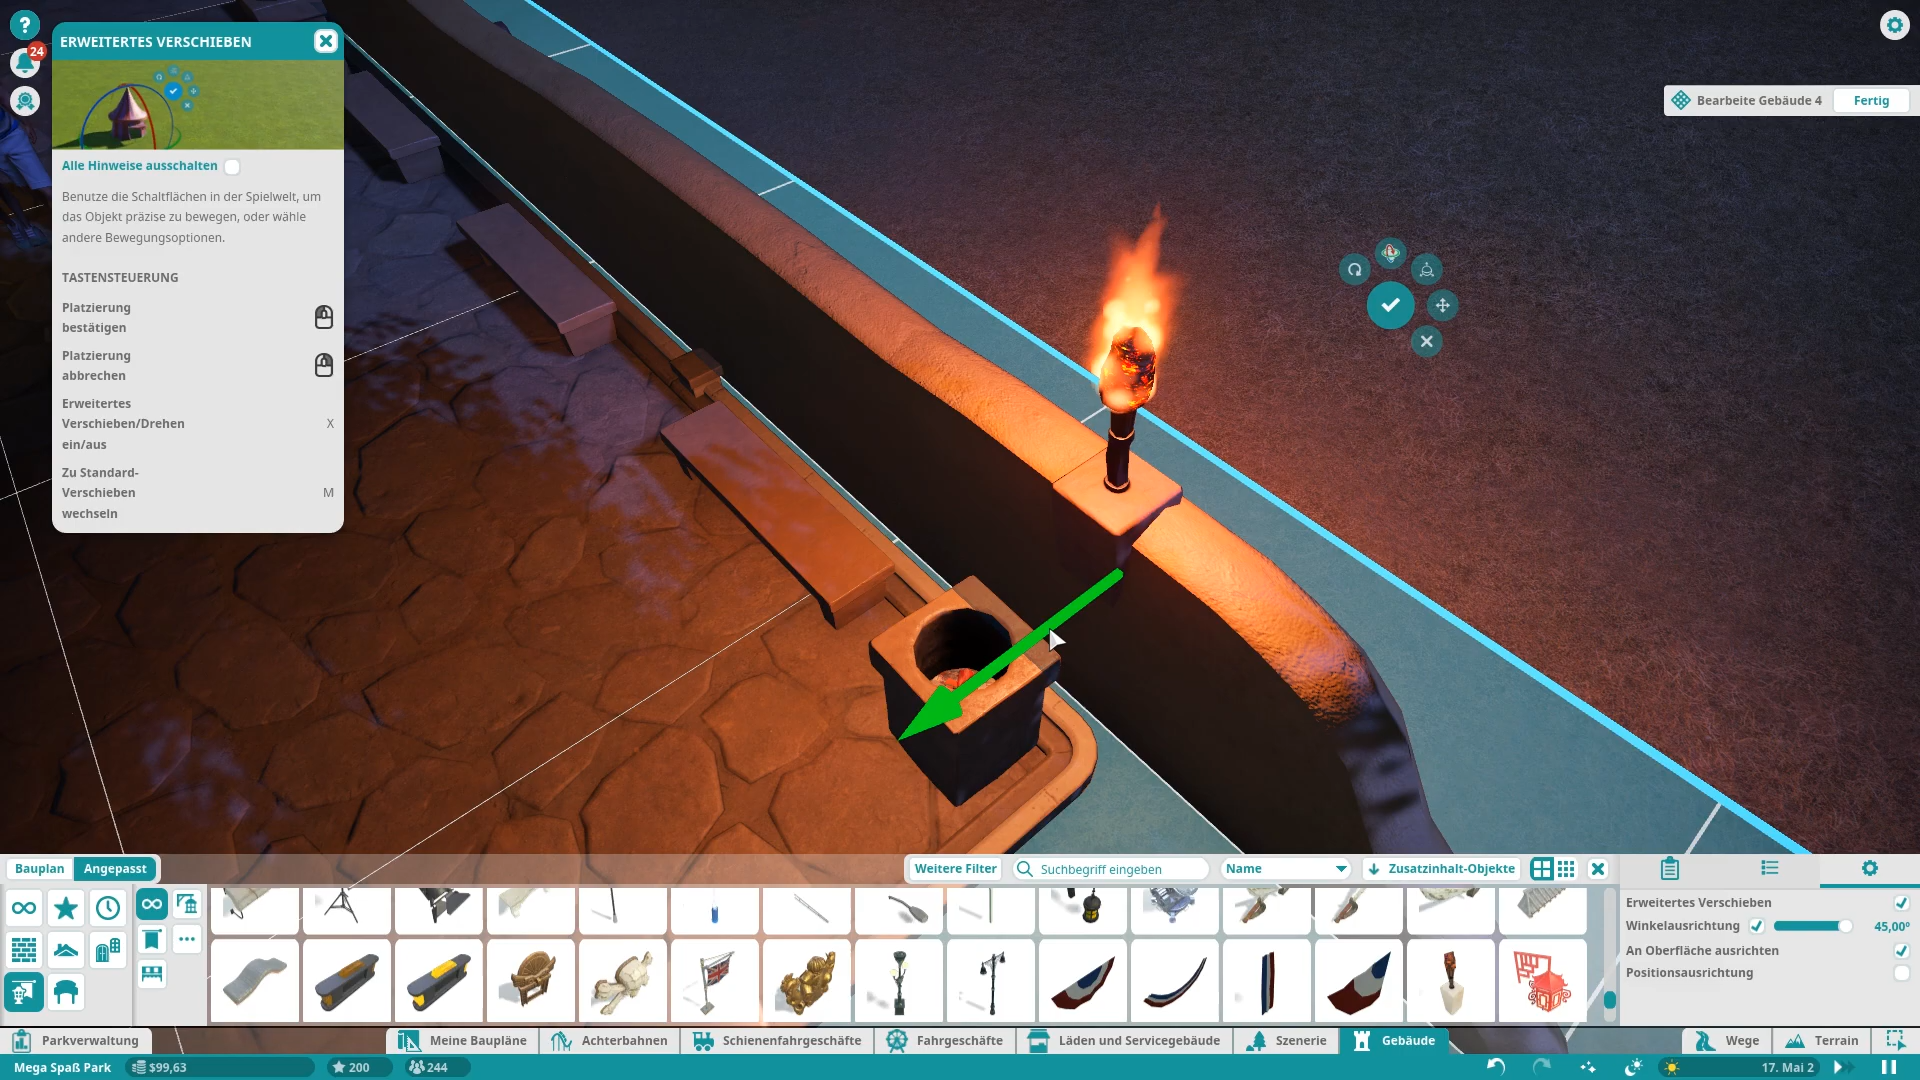 ?
24
ERWEITERTES VERSCHIEBEN
Alle Hinweise ausschalten
Benutze die Schaltflächen in der Spielwelt, um
das Objekt präzise zu bewegen, oder wähle
andere Bewegungsoptionen.
TASTENSTEUERUNG
Platzierung
bestätigen
Platzierung
abbrechen
Erweitertes
Verschieben/Drehen X
ein/aus
Zu Standard-
Verschieben M
wechseln
Bearbeite Gebäude 4 Fertig
Bauplan Angepasst
Weitere Filter Suchbegriff eingeben Name Zusatzinhalt-Objekte
Erweitertes Verschieben
Winkelausrichtung 45,00°
An Oberfläche ausrichten
Positionsausrichtung
Parkverwaltung Meine Baupläne Achterbahnen Schienenfahrgeschäfte Fahrgeschäfte Läden und Servicegebäude Szenerie Gebäude Wege Terrain
Mega Spaß Park $99,63 200 244 17. Mai 2